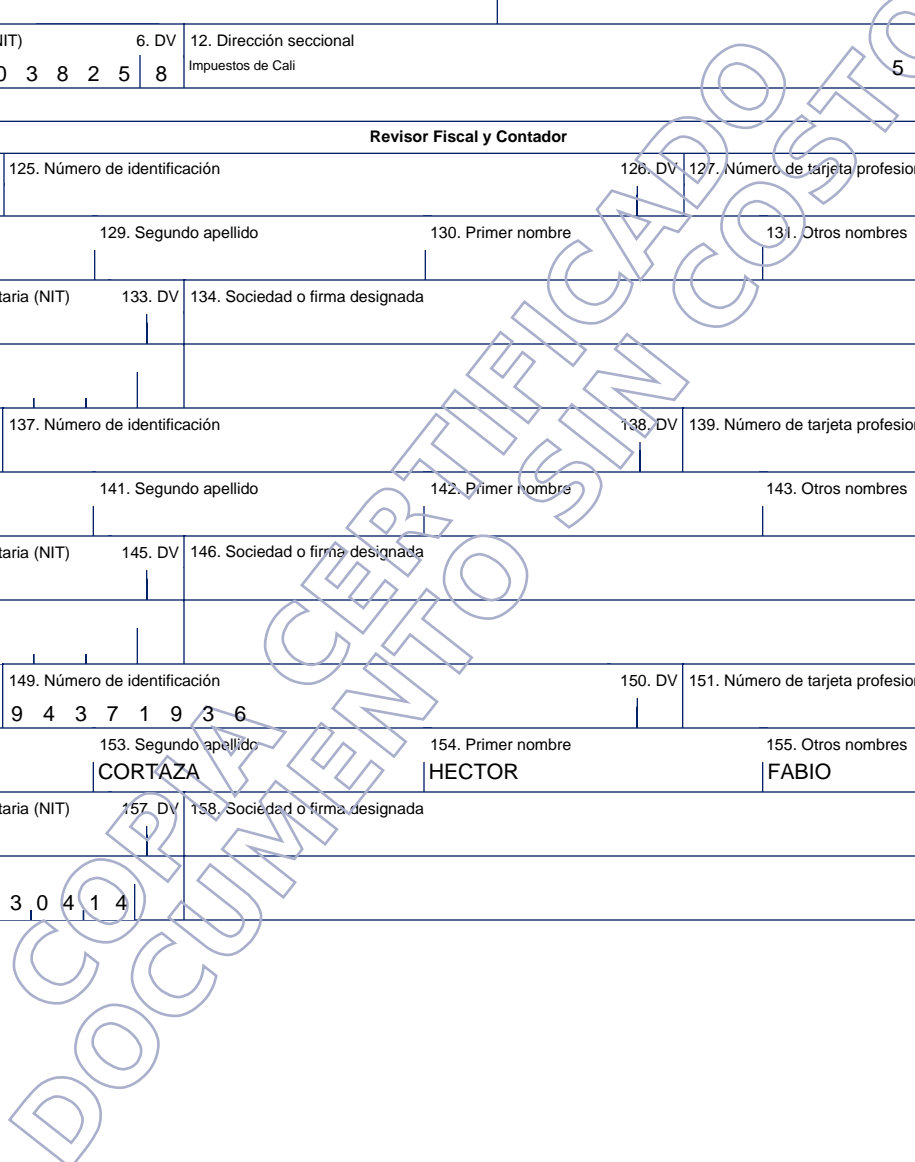 NIT) 6. DV 12. Dirección seccional
0 3 8 2 5 8 Impuestos de Cali 5
Revisor Fiscal y Contador
125. Número de identificación 126. DV 127. Número de tarjeta profesion
129. Segundo apellido 130. Primer nombre 131. Otros nombres
taria (NIT) 133. DV 134. Sociedad o firma designada
137. Número de identificación 138. DV 139. Número de tarjeta profesion
141. Segundo apellido 142. Primer nombre 143. Otros nombres
taria (NIT) 145. DV 146. Sociedad o firma designada
149. Número de identificación 150. DV 151. Número de tarjeta profesion
9 4 3 7 1 9 3 6
153. Segundo apellido 154. Primer nombre 155. Otros nombres
CORTAZA HECTOR FABIO
taria (NIT) 157. DV 158. Sociedad o firma designada
3 0 4 1 4
COPIA CERTIFICADO
DOCUMENTO SIN COSTO